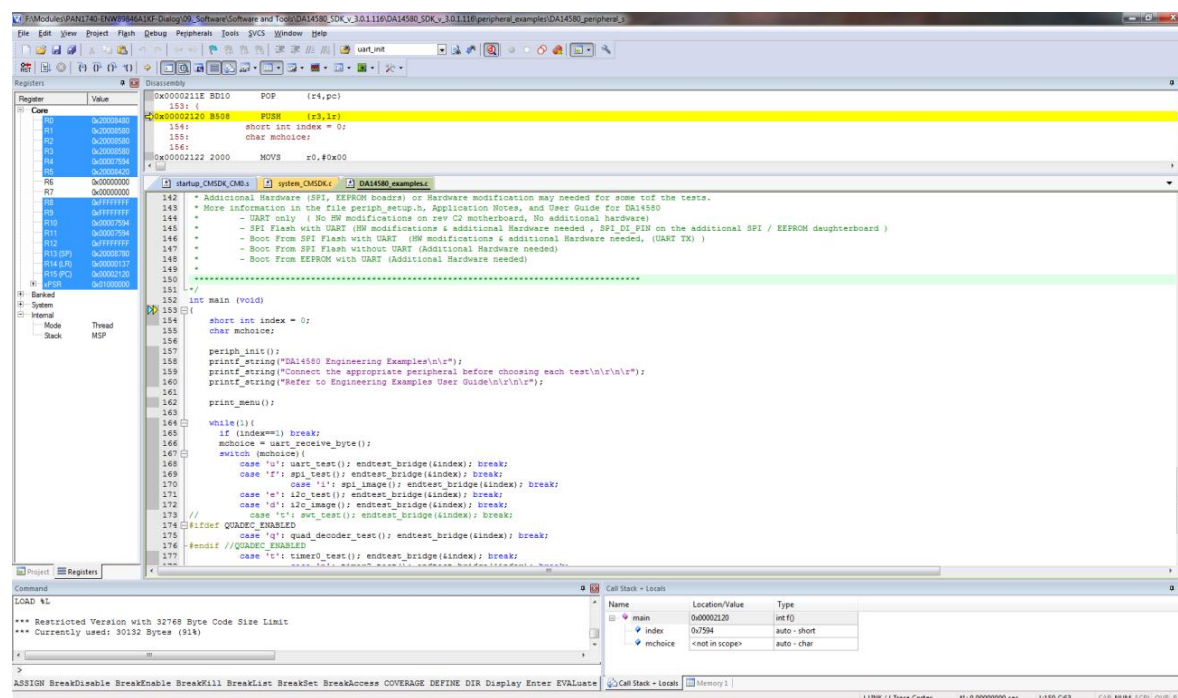 F:\Modules\PAN1740-ENW89846A1KF-Dialog\09. Software\Software and Tools\DA14580_SDK_v_3.0.1.116\DA14580_SDK_v_3.0.1.116\peripheral_examples\DA14580_peripheral_s
File Edit View Project Flash Debug Peripherals Tools SVCS Window Help
uart_init
Registers
Register Value
Core
R0 0x20008480
R1 0x20008580
R2 0x20008580
R3 0x20008580
R4 0x00007594
R5 0x20008420
R6 0x00000000
R7 0x00000000
R8 0xFFFFFFFF
R9 0xFFFFFFFF
R10 0x00007594
R11 0x00007594
R12 0xFFFFFFFF
R13 (SP) 0x20008780
R14 (LR) 0x00000137
R15 (PC) 0x00002120
xPSR 0x01000000
Banked
System
Internal
Mode Thread
Stack MSP
Project Registers
Disassembly
0x0000211E BD10 POP {r4,pc}
153: {
0x00002120 B508 PUSH {r3,lr}
154: short int index = 0;
155: char mchoice;
156:
0x00002122 2000 MOVS r0,#0x00
startup_CMSDK_CM0.s system_CMSDK.c DA14580_examples.c
142 * Addicional Hardware (SPI, EEPROM boadrs) or Hardware modification may needed for some tof the tests.
143 * More information in the file periph_setup.h, Application Notes, and User Guide for DA14580
144 * - UART only ( No HW modifications on rev C2 motherboard, No additional hardware)
145 * - SPI Flash with UART (HW modifications & additional Hardware needed , SPI_DI_PIN on the additional SPI / EEPROM daughterboard )
146 * - Boot From SPI Flash with UART (HW modifications & additional Hardware needed, (UART TX) )
147 * - Boot From SPI Flash without UART (Additional Hardware needed)
148 * - Boot From EEPROM with UART (Additional Hardware needed)
149 *
150 ****************************************************************************************
151 */
152 int main (void)
153 {
154 short int index = 0;
155 char mchoice;
156
157 periph_init();
158 printf_string("DA14580 Engineering Examples\n\r");
159 printf_string("Connect the appropriate peripheral before choosing each test\n\r\n\r");
160 printf_string("Refer to Engineering Examples User Guide\n\r\n\r");
161
162 print_menu();
163
164 while(1){
165 if (index==1) break;
166 mchoice = uart_receive_byte();
167 switch (mchoice){
168 case 'u': uart_test(); endtest_bridge(&index); break;
169 case 'f': spi_test(); endtest_bridge(&index); break;
170 case 'i': spi_image(); endtest_bridge(&index); break;
171 case 'e': i2c_test(); endtest_bridge(&index); break;
172 case 'd': i2c_image(); endtest_bridge(&index); break;
173 // case 't': swt_test(); endtest_bridge(&index); break;
174 #ifdef QUADEC_ENABLED
175 case 'q': quad_decoder_test(); endtest_bridge(&index); break;
176 #endif //QUADEC_ENABLED
177 case 't': timer0_test(); endtest_bridge(&index); break;
Command
LOAD %L
*** Restricted Version with 32768 Byte Code Size Limit
*** Currently used: 30132 Bytes (91%)
>
ASSIGN BreakDisable BreakEnable BreakKill BreakList BreakSet BreakAccess COVERAGE DEFINE DIR Display Enter EVALuate
Call Stack + Locals
Name Location/Value Type
main 0x00002120 int f()
index 0x7594 auto - short
mchoice <not in scope> auto - char
Call Stack + Locals Memory 1